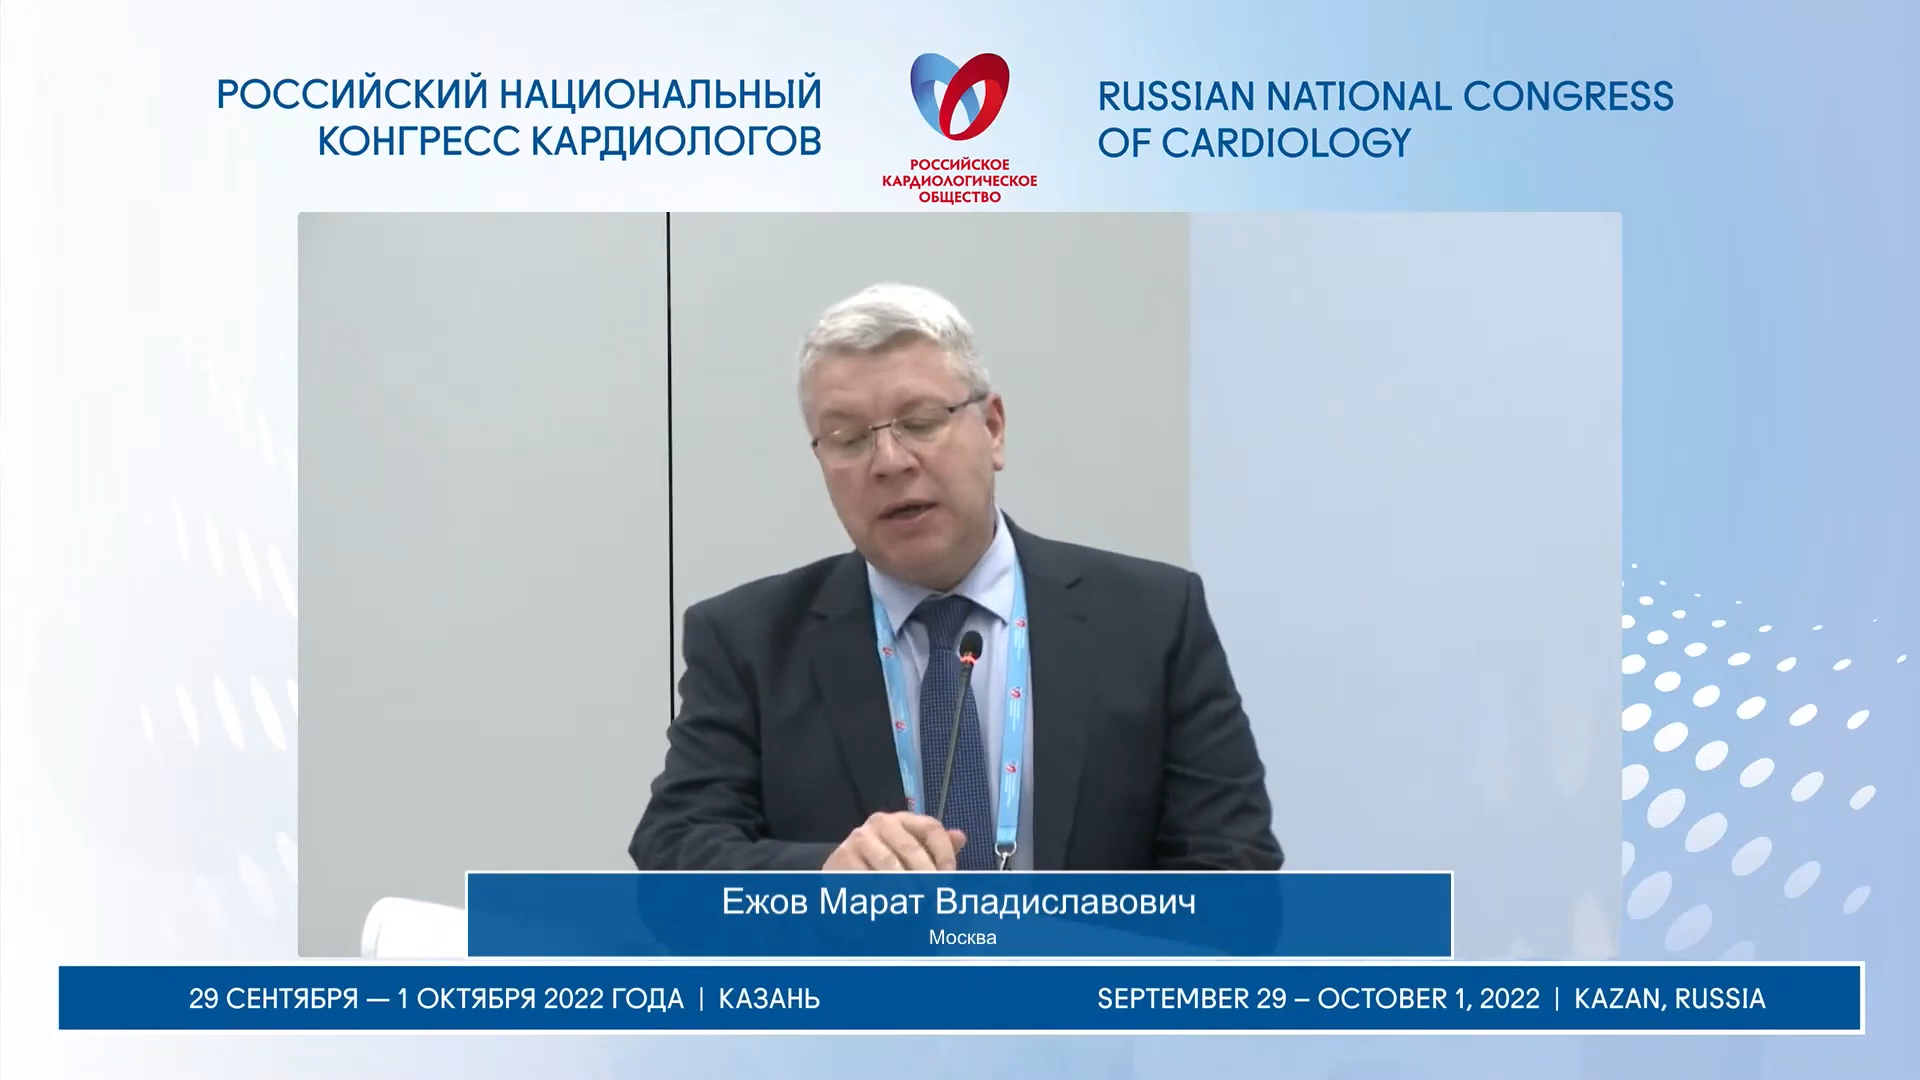 РОССИЙСКИЙ НАЦИОНАЛЬНЫЙ
КОНГРЕСС КАРДИОЛОГОВ
РОССИЙСКОЕ
КАРДИОЛОГИЧЕСКОЕ
ОБЩЕСТВО
RUSSIAN NATIONAL CONGRESS
OF CARDIOLOGY
Ежов Марат Владиславович
Москва
29 СЕНТЯБРЯ — 1 ОКТЯБРЯ 2022 ГОДА | КАЗАНЬ
SEPTEMBER 29 – OCTOBER 1, 2022 | KAZAN, RUSSIA